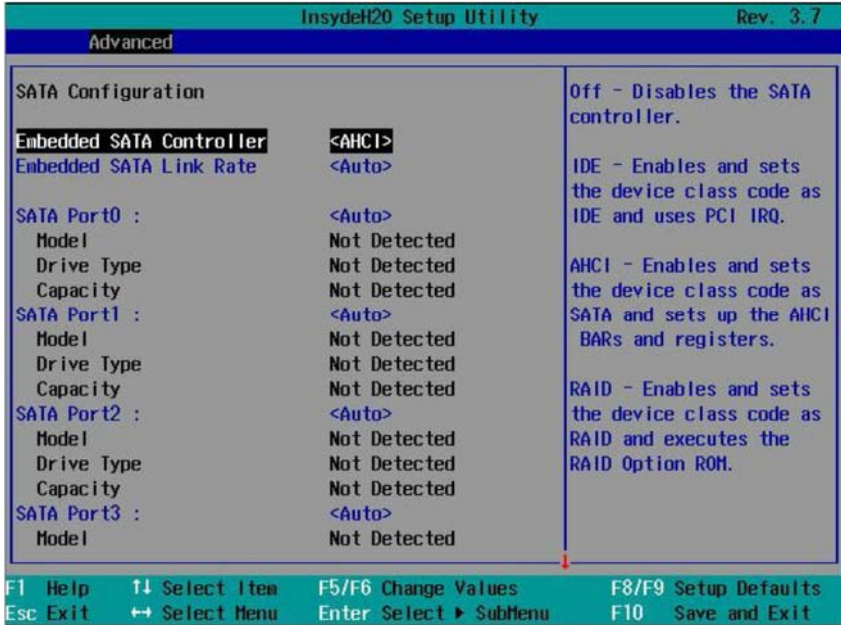 InsydeH20 Setup Utility Rev. 3.7
Advanced
SATA Configuration
Embedded SATA Controller <AHCI>
Embedded SATA Link Rate <Auto>
SATA Port0 : <Auto>
Model Not Detected
Drive Type Not Detected
Capacity Not Detected
SATA Port1 : <Auto>
Model Not Detected
Drive Type Not Detected
Capacity Not Detected
SATA Port2 : <Auto>
Model Not Detected
Drive Type Not Detected
Capacity Not Detected
SATA Port3 : <Auto>
Model Not Detected
Off - Disables the SATA
controller.
IDE - Enables and sets
the device class code as
IDE and uses PCI IRQ.
AHCI - Enables and sets
the device class code as
SATA and sets up the AHCI
BARs and registers.
RAID - Enables and sets
the device class code as
RAID and executes the
RAID Option ROM.
F1 Help ↑↓ Select Item F5/F6 Change Values F8/F9 Setup Defaults
Esc Exit ↔ Select Menu Enter Select ▶ SubMenu F10 Save and Exit